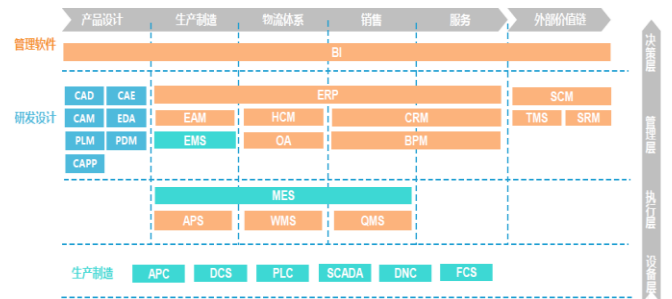 产品设计 生产制造 物流体系 销售 服务 外部价值链
管理软件
BI
决策层
CAD CAE ERP SCM
研发设计
CAM EDA EAM HCM CRM TMS SRM
PLM PDM EMS OA BPM
管理层
CAPP
MES
执行层
APS WMS QMS
生产制造 APC DCS PLC SCADA DNC FCS
设备层